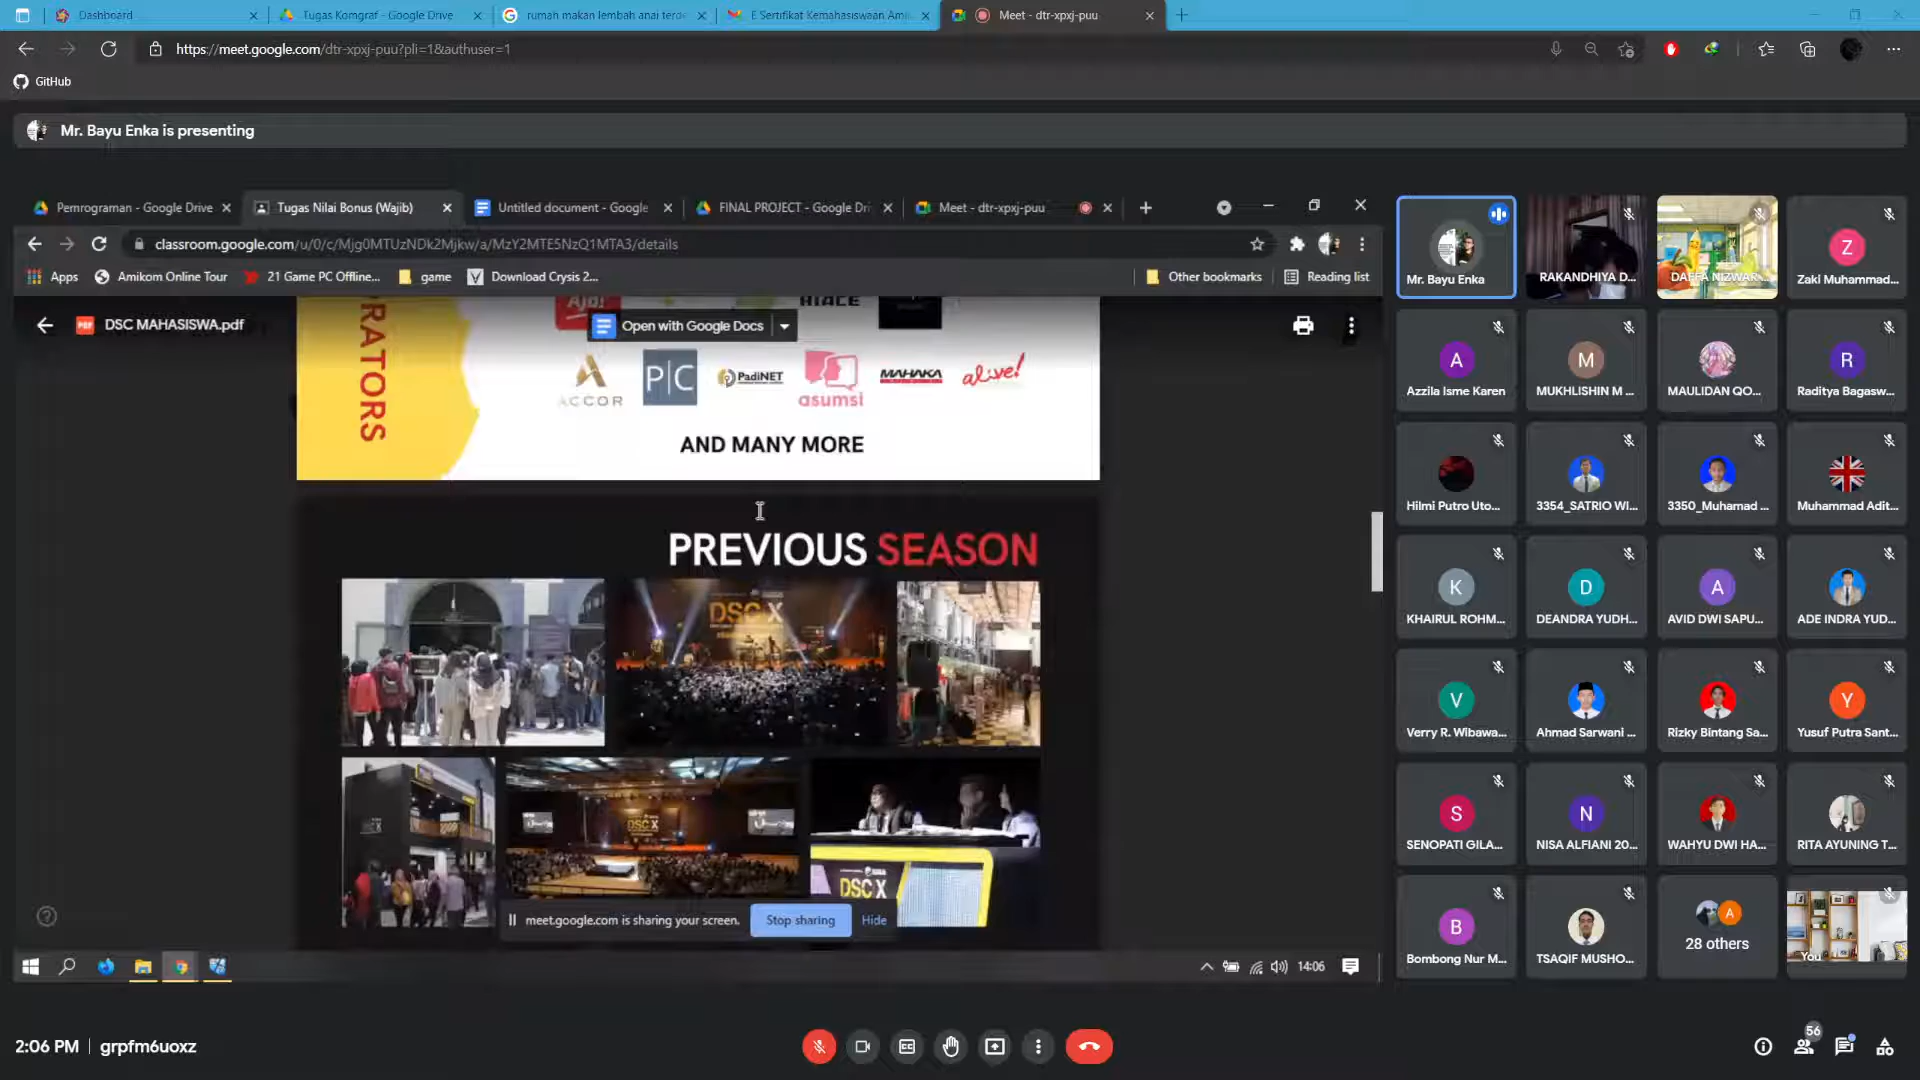 Dashboard
Tugas Komgraf - Google Drive
rumah makan lembah anai terde
E Sertifikat Kemahasiswaan Ami
Meet - dtr-xpxj-puu
https://meet.google.com/dtr-xpxj-puu?pli=1&authuser=1
GitHub
Mr. Bayu Enka is presenting
Pemrograman - Google Drive
Tugas Nilai Bonus (Wajib)
Untitled document - Google
FINAL PROJECT - Google Dri
Meet - dtr-xpxj-puu
classroom.google.com/u/0/c/Mjg0MTUzNDk2Mjkw/a/MzY2MTE5NzQ1MTA3/details
Apps
Amikom Online Tour
21 Game PC Offline...
game
Download Crysis 2...
Other bookmarks
Reading list
DSC MAHASISWA.pdf
Open with Google Docs
RATORS
HIACE
ACCOR
P|C
PadiNET
asumsi
MAHAKA
alive!
AND MANY MORE
PREVIOUS SEASON
DSC X
DSC X
DSC X
meet.google.com is sharing your screen.
Stop sharing
Hide
14:06
Mr. Bayu Enka
RAKANDHIYA D...
DAFFA NIZWAR...
Z
Zaki Muhammad...
A
Azzila Isme Karen
M
MUKHLISHIN M ...
MAULIDAN QO...
R
Raditya Bagasw...
Hilmi Putro Uto...
3354_SATRIO WI...
3350_Muhamad ...
Muhammad Adit...
K
KHAIRUL ROHM...
D
DEANDRA YUDH...
A
AVID DWI SAPU...
ADE INDRA YUD...
V
Verry R. Wibawa...
Ahmad Sarwani ...
Rizky Bintang Sa...
Y
Yusuf Putra Sant...
S
SENOPATI GILA...
N
NISA ALFIANI 20...
WAHYU DWI HA...
RITA AYUNING T...
B
Bombong Nur M...
TSAQIF MUSHO...
A
28 others
You
2:06 PM | grpfm6uoxz
56